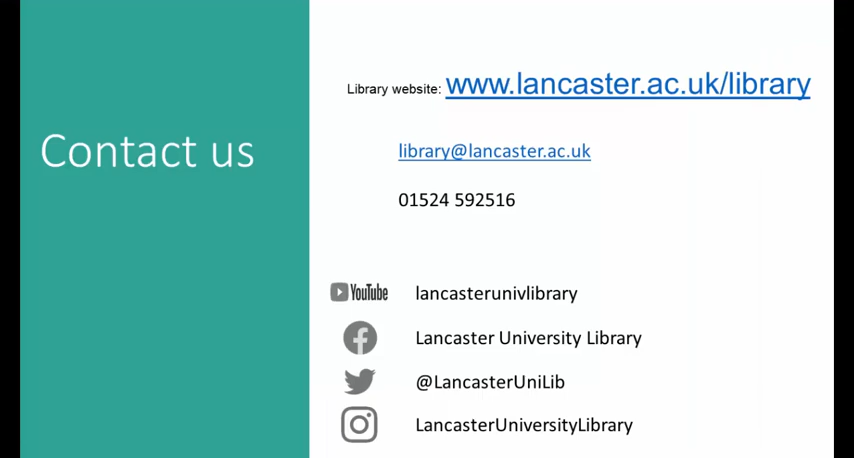 Contact us
Library website: www.lancaster.ac.uk/library
library@lancaster.ac.uk
01524 592516
YouTube lancasterunivlibrary
Lancaster University Library
@LancasterUniLib
LancasterUniversityLibrary